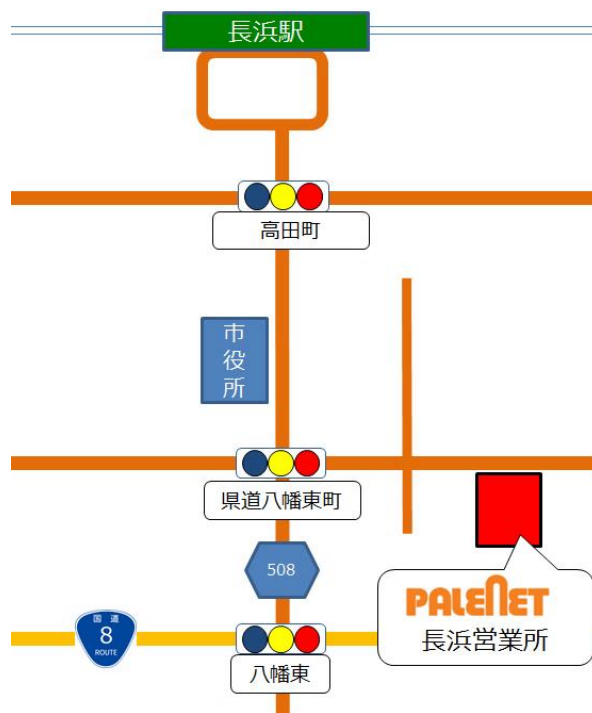 長浜駅
高田町
市
役
所
県道八幡東町
508
PALENET
長浜営業所
国道
8
ROUTE
八幡東